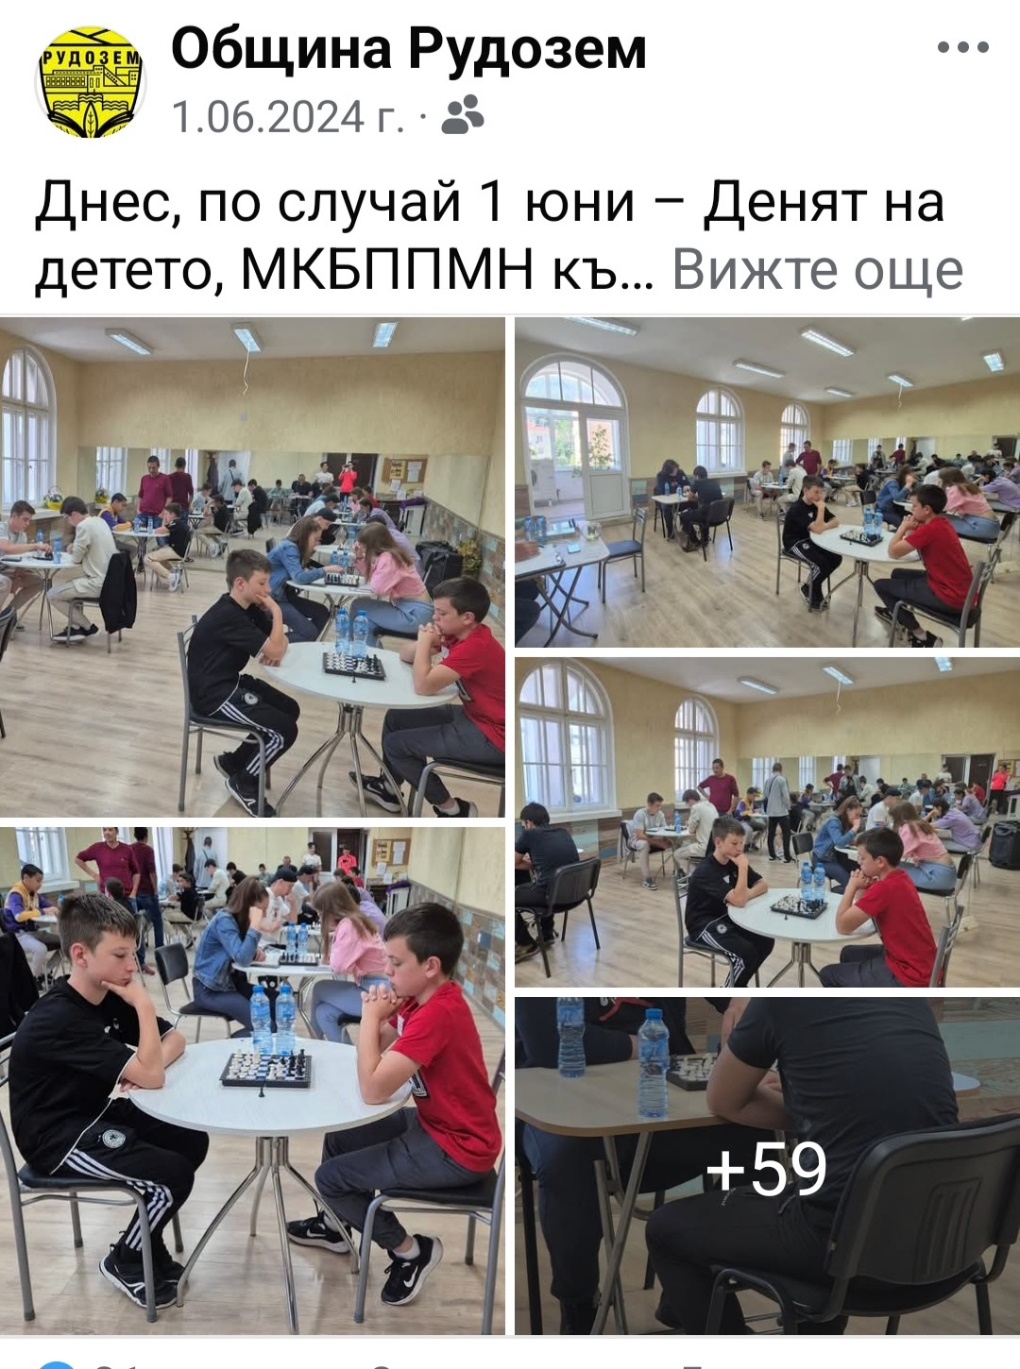 РУДОЗЕМ
Община Рудозем
1.06.2024 г. ·
Днес, по случай 1 юни – Денят на
детето, МКБППМН къ... Вижте още
+59